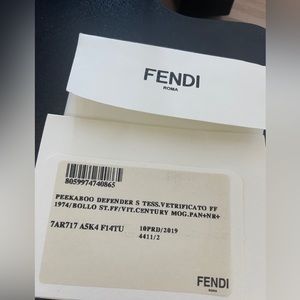 FENDI
ROMA
8059974740865
PEEKABOO DEFENDER S TESS.VETRIFICATO FF
1974/BOLLO ST.FF/VIT.CENTURY MOG.PAN+NR+
7AR717 A5K4 F14TU
10PRD/2019
4411/2
FENDI